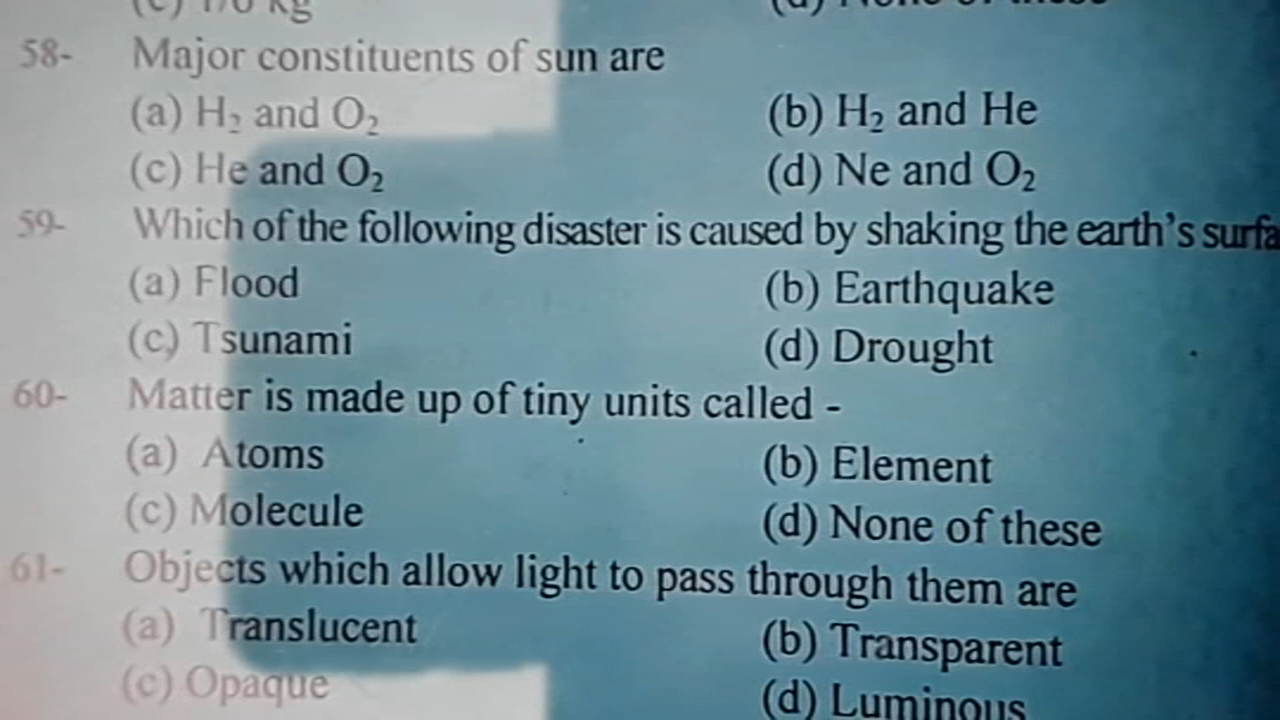 58- Major constituents of sun are
(a) H₂ and O₂ (b) H₂ and He
(c) He and O₂ (d) Ne and O₂
59- Which of the following disaster is caused by shaking the earth's
(a) Flood (b) Earthquake
(c) Tsunami (d) Drought
60- Matter is made up of tiny units called -
(a) Atoms (b) Element
(c) Molecule (d) None of these
61- Objects which allow light to pass through them are
(a) Translucent (b) Transparent
(c) Opaque (d) Luminous